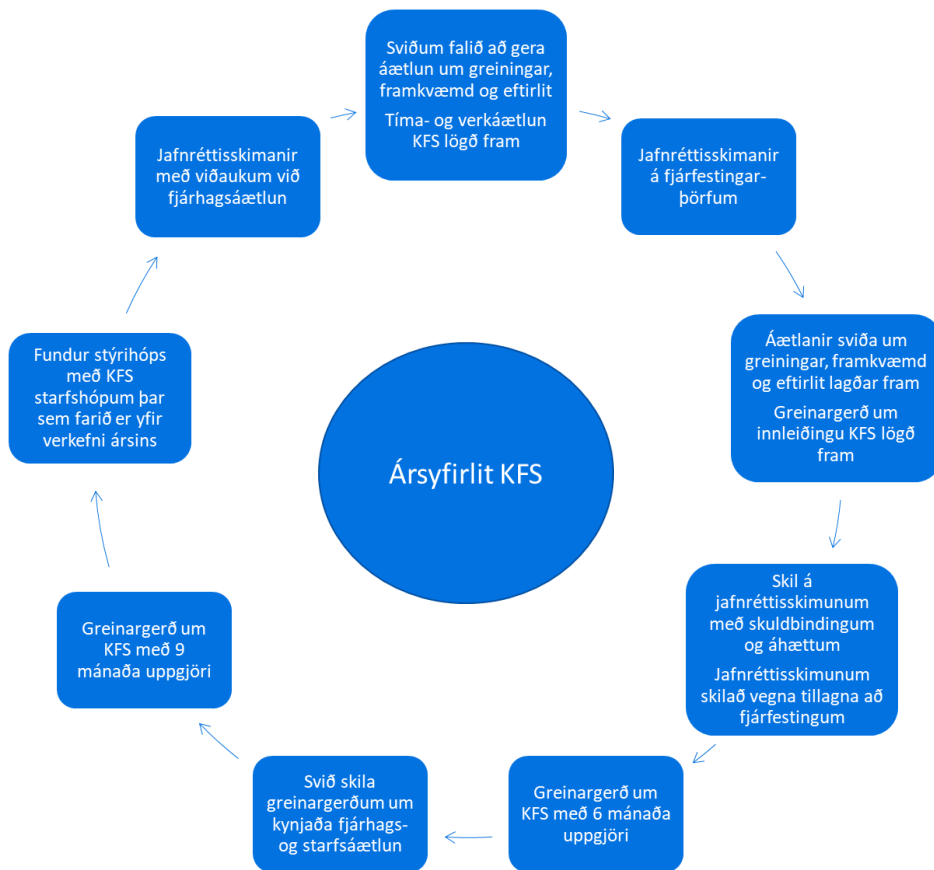 Sviðum falið að gera
áætlun um greiningar,
framkvæmd og eftirlit
Tíma- og verkáætlun
KFS lögð fram
Jafnréttisskimanir
á fjárfestingar-
þörfum
Áætlanir sviða um
greiningar, framkvæmd
og eftirlit lagðar fram
Greinargerð um
innleiðingu KFS lögð
fram
Skil á
jafnréttisskimunum
með skuldbindingum
og áhættum
Jafnréttisskimunum
skilað vegna tillagna að
fjárfestingum
Greinargerð um
KFS með 6 mánaða
uppgjöri
Svið skila
greinargerðum um
kynjaða fjárhags-
og starfsáætlun
Greinargerð um
KFS með 9
mánaða uppgjöri
Fundur stýrihóps
með KFS
starfshópum þar
sem farið er yfir
verkefni ársins
Jafnréttisskimanir
með viðaukum við
fjárhagsáætlun
Ársyfirlit KFS